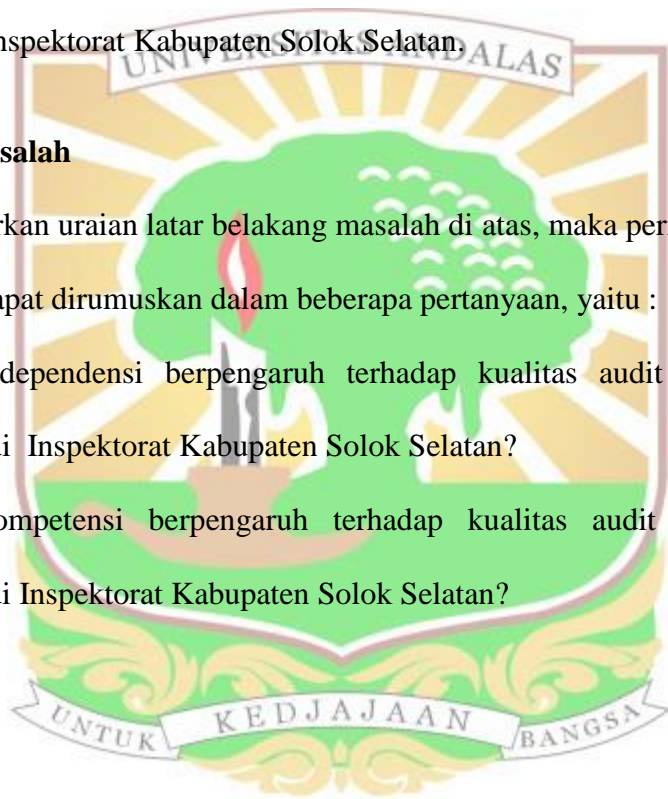 nspektorat Kabupaten Solok Selatan.
UNIVERSITAS ANDALAS
salah
rkan uraian latar belakang masalah di atas, maka per
apat dirumuskan dalam beberapa pertanyaan, yaitu :
dependensi berpengaruh terhadap kualitas audit
di Inspektorat Kabupaten Solok Selatan?
ompetensi berpengaruh terhadap kualitas audit
di Inspektorat Kabupaten Solok Selatan?
UNTUK KEDJAJAAN BANGSA